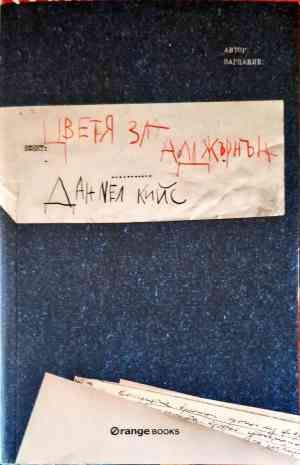 АВТОР:
ЗАГЛАВИЕ:
ЦВЕТЯ ЗА
АЛДЖЪРНЪН
ДАНИЕЛ КИЙС
Orange BOOKS